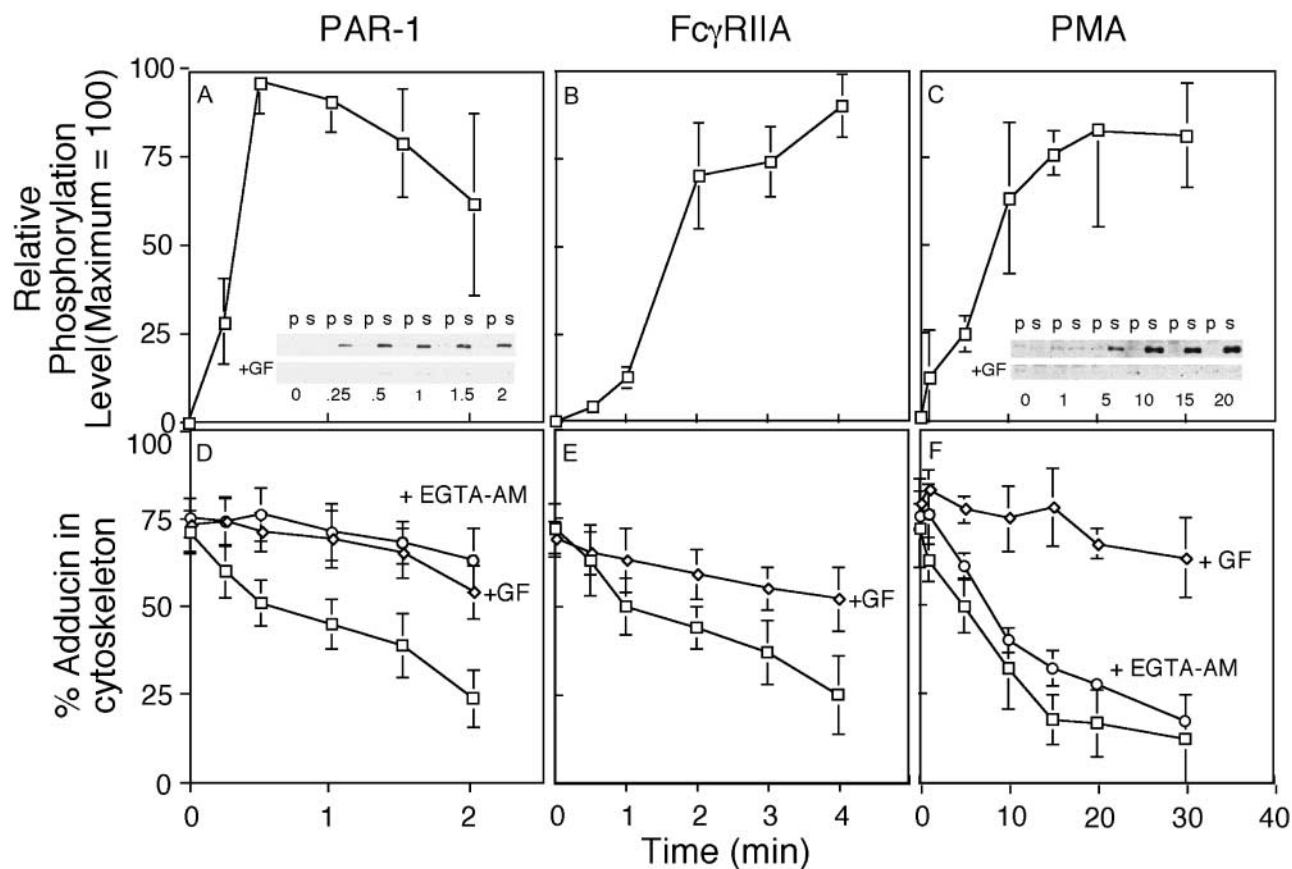 PAR-1
FcγRIIA
PMA
Relative
Phosphorylation
Level(Maximum = 100)
100
75
50
25
0
A
p s p s p s p s p s p s
+GF
0 .25 .5 1 1.5 2
B
C
p s p s p s p s p s p s
+GF
0 1 5 10 15 20
% Adducin in
cytoskeleton
100
75
50
25
0
D
+ EGTA-AM
+GF
E
+GF
F
+ GF
+ EGTA-AM
0 1 2
0 1 2 3 4
0 10 20 30 40
Time (min)